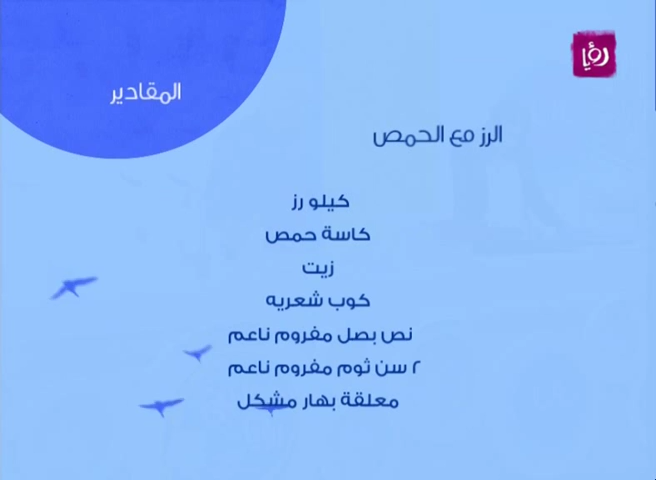 رؤيا
المقادير
الرز مع الحمص
كيلو رز
كاسة حمص
زيت
كوب شعريه
نص بصل مفروم ناعم
٢ سن ثوم مفروم ناعم
معلقة بهار مشكل